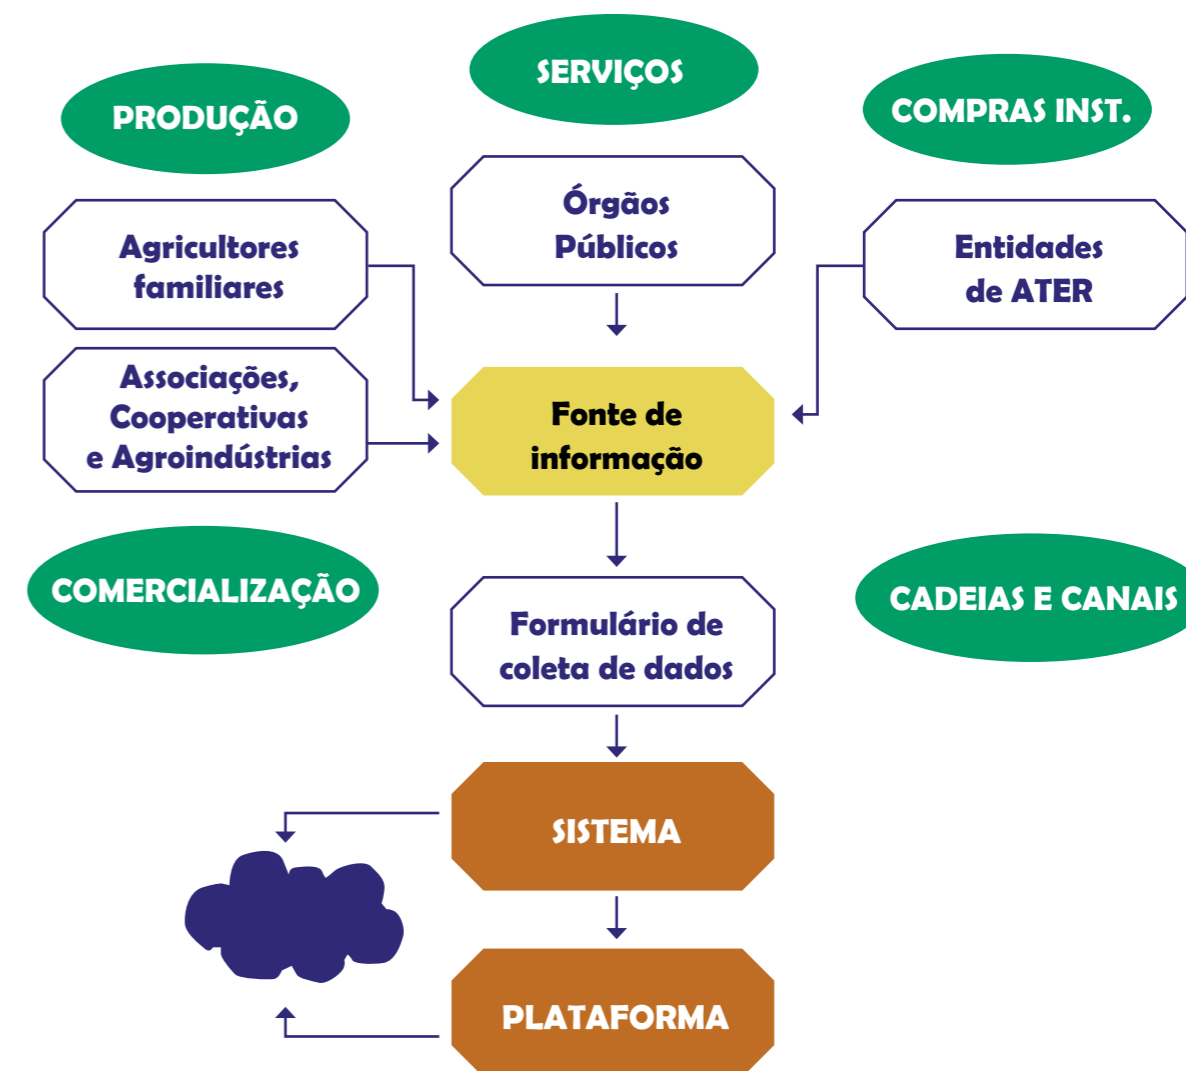 SERVIÇOS
PRODUÇÃO
COMPRAS INST.
Órgãos
Públicos
Agricultores
familiares
Entidades
de ATER
Associações,
Cooperativas
e Agroindústrias
Fonte de
informação
COMERCIALIZAÇÃO
CADEIAS E CANAIS
Formulário de
coleta de dados
SISTEMA
PLATAFORMA